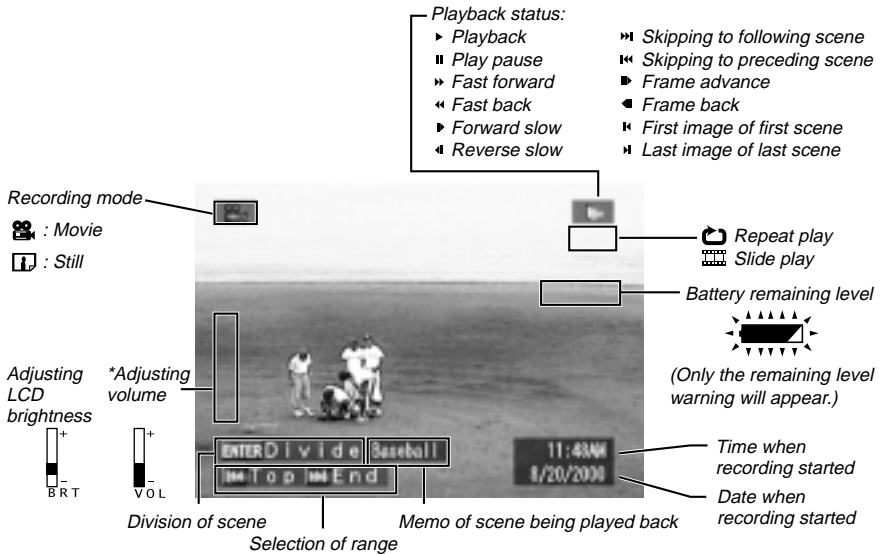 Playback status:
Playback
Play pause
Fast forward
Fast back
Forward slow
Reverse slow
Skipping to following scene
Skipping to preceding scene
Frame advance
Frame back
First image of first scene
Last image of last scene
Recording mode
: Movie
: Still
Repeat play
Slide play
Battery remaining level
(Only the remaining level
warning will appear.)
Adjusting
LCD
brightness
*Adjusting
volume
+
-
BRT
+
-
VOL
ENTER Divide
Baseball
Top End
11:48AM
8/20/2000
Time when
recording started
Date when
recording started
Division of scene
Memo of scene being played back
Selection of range